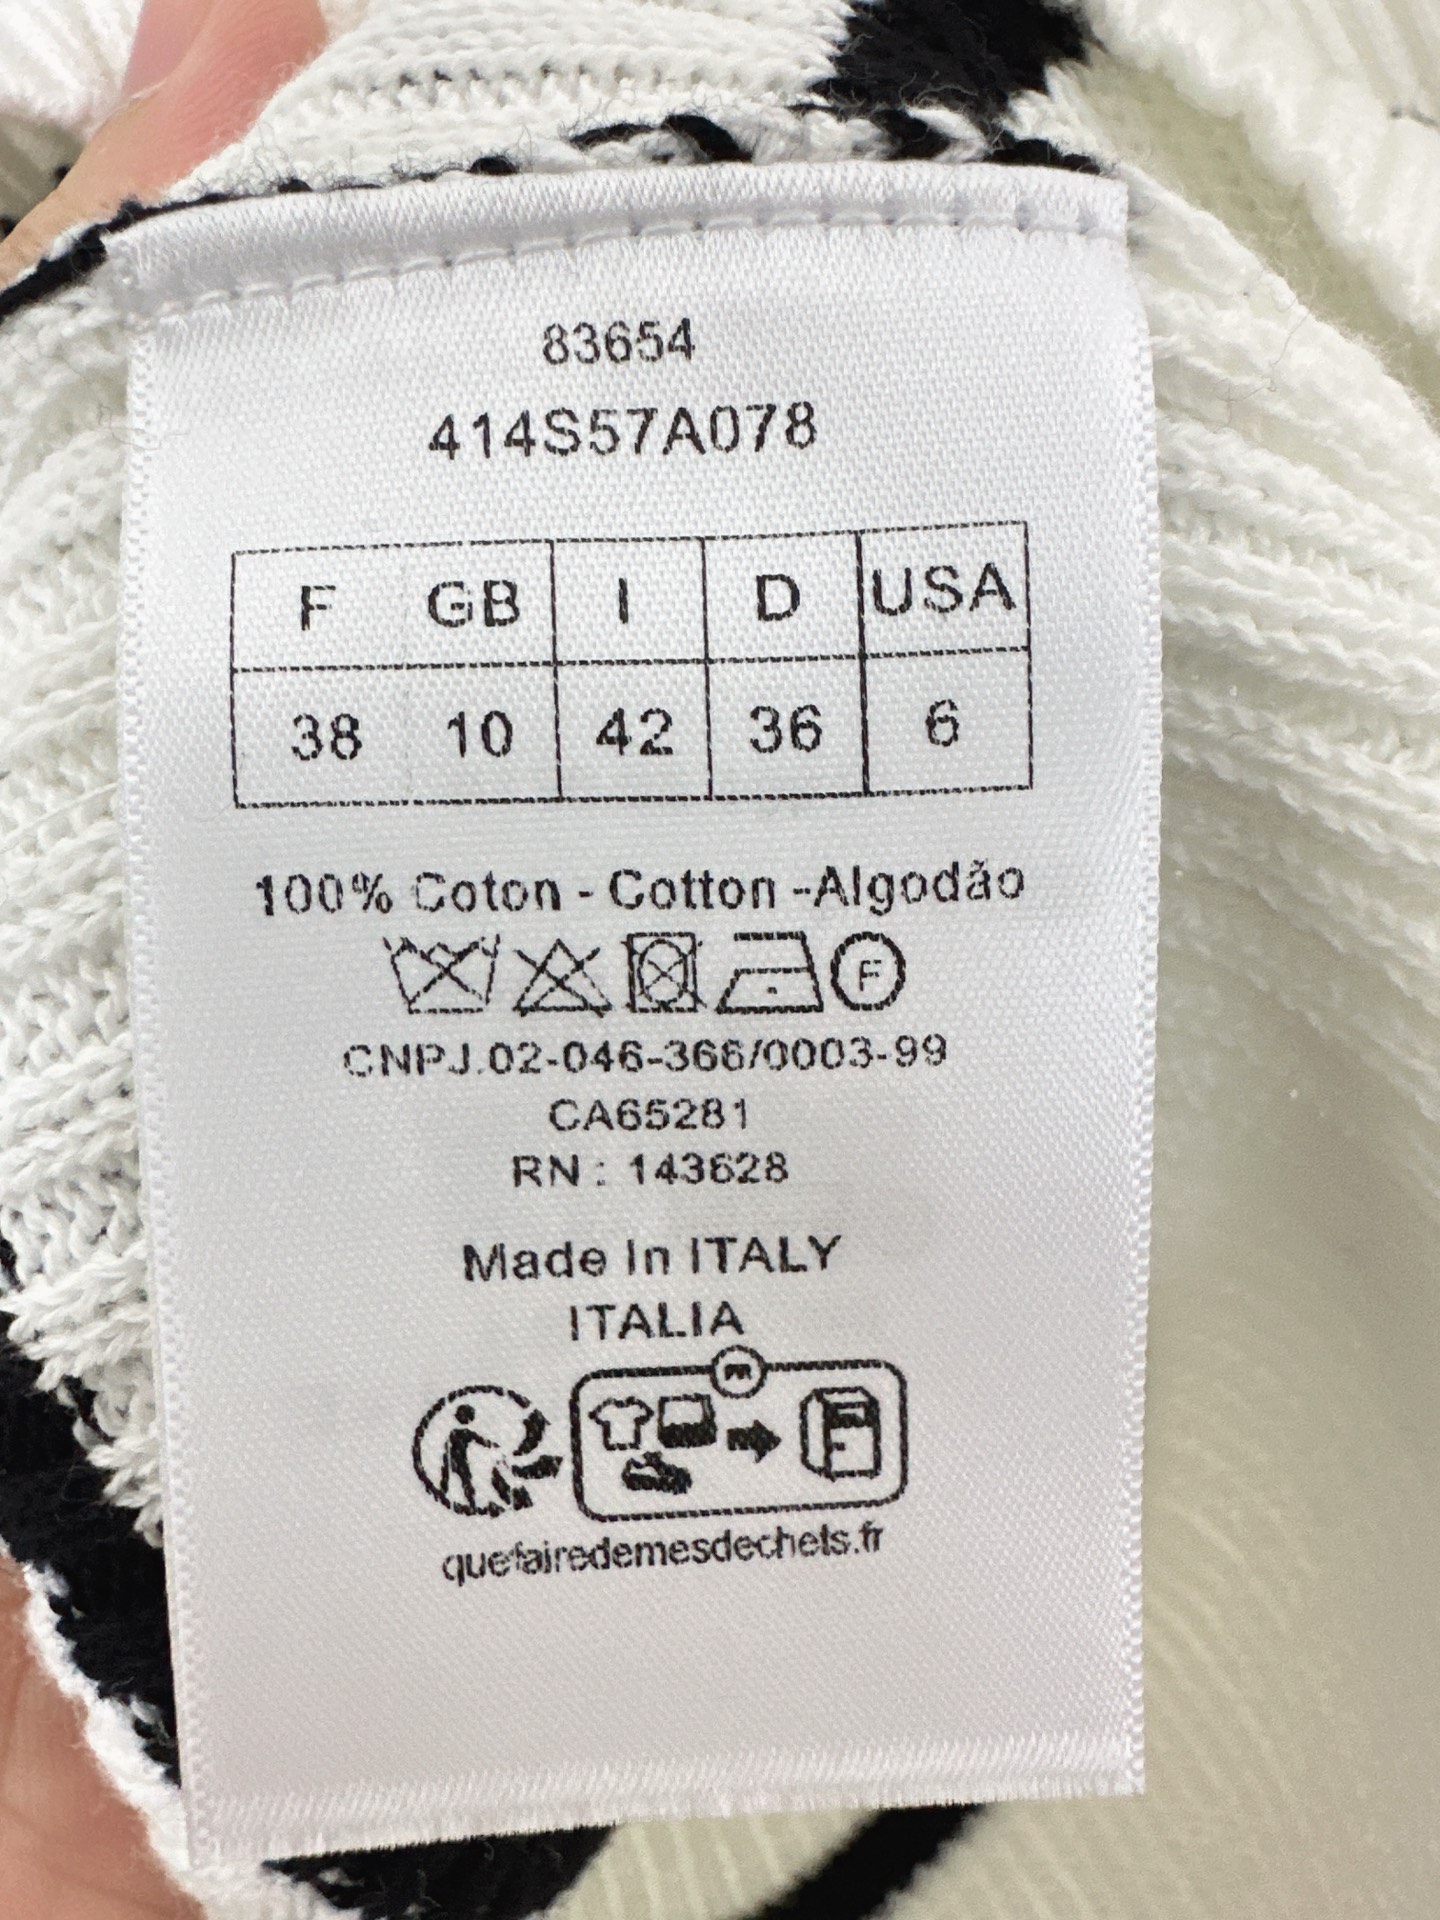 83654
414S57A078
F GB I D USA
38 10 42 36 6
100% Coton - Cotton -Algodão
F
CNPJ.02-046-366/0003-99
CA65281
RN : 143628
Made In ITALY
ITALIA
FR
quefairedemesdechets.fr